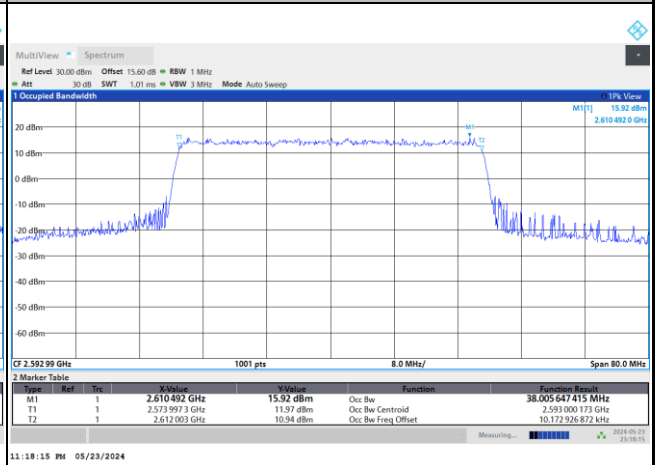 MultiView Spectrum
Ref Level 30.00 dBm Offset 15.60 dB RBW 1 MHz
Att 30 dB SWT 1.01 ms VBW 3 MHz Mode Auto Sweep
1 Occupied Bandwidth 1Pk View
M1[1] 15.92 dBm
2.610 492 0 GHz
20 dBm
T1 M1 T2
10 dBm
0 dBm
-10 dBm
-20 dBm
-30 dBm
-40 dBm
-50 dBm
-60 dBm
CF 2.592 99 GHz 1001 pts 8.0 MHz/ Span 80.0 MHz
2 Marker Table
Type Ref Trc X-Value Y-Value Function Function Result
M1 1 2.610 492 GHz 15.92 dBm Occ Bw 38.005 647 415 MHz
T1 1 2.573 997 3 GHz 11.97 dBm Occ Bw Centroid 2.593 000 173 GHz
T2 1 2.612 003 GHz 10.94 dBm Occ Bw Freq Offset 10.172 926 872 kHz
Measuring... 2024-05-23
23:18:15
11:18:15 PM 05/23/2024